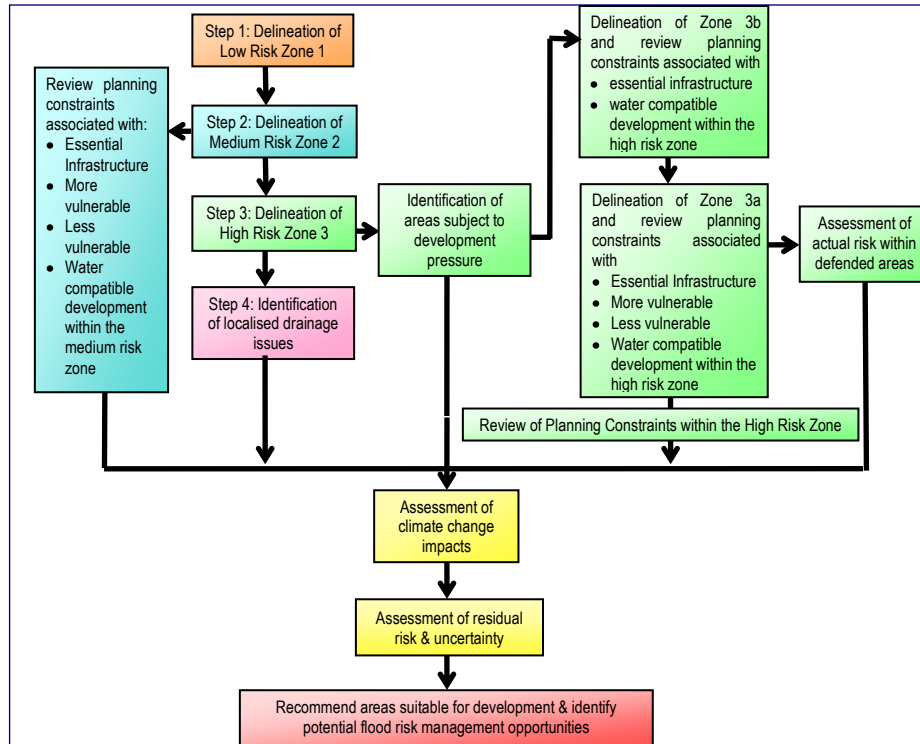 Step 1: Delineation of
Low Risk Zone 1
Review planning
constraints
associated with:
● Essential
Infrastructure
● More
vulnerable
● Less
vulnerable
● Water
compatible
development
within the
medium risk
zone
Step 2: Delineation of
Medium Risk Zone 2
Step 3: Delineation of
High Risk Zone 3
Step 4: Identification
of localised drainage
issues
Identification of
areas subject to
development
pressure
Delineation of Zone 3b
and review planning
constraints associated with
● essential infrastructure
● water compatible
development within the
high risk zone
Delineation of Zone 3a
and review planning
constraints associated
with
● Essential Infrastructure
● More vulnerable
● Less vulnerable
● Water compatible
development within the
high risk zone
Assessment of
actual risk within
defended areas
Review of Planning Constraints within the High Risk Zone
Assessment of
climate change
impacts
Assessment of residual
risk & uncertainty
Recommend areas suitable for development & identify
potential flood risk management opportunities